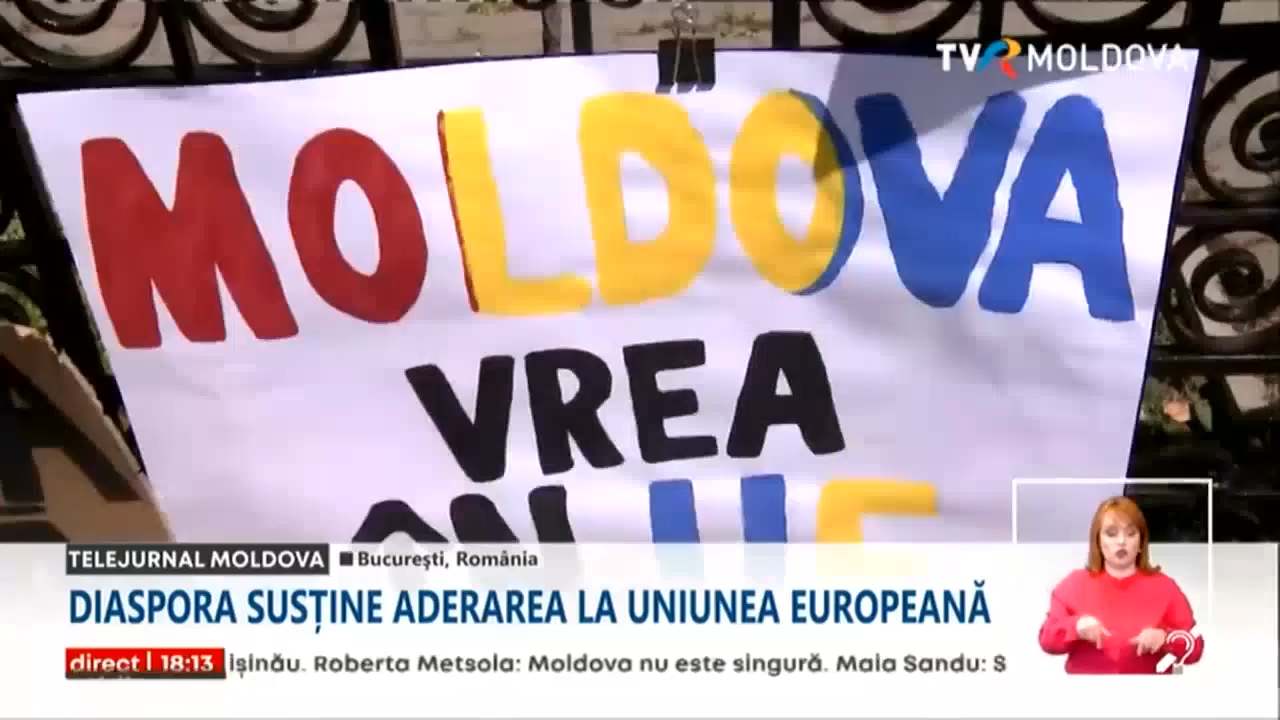 TVR MOLDOVA
MOLDOVA
VREA
TELEJURNAL MOLDOVA
București, România
DIASPORA SUSȚINE ADERAREA LA UNIUNEA EUROPEANĂ
direct | 18:13
ișinău. Roberta Metsola: Moldova nu este singură. Maia Sandu: S